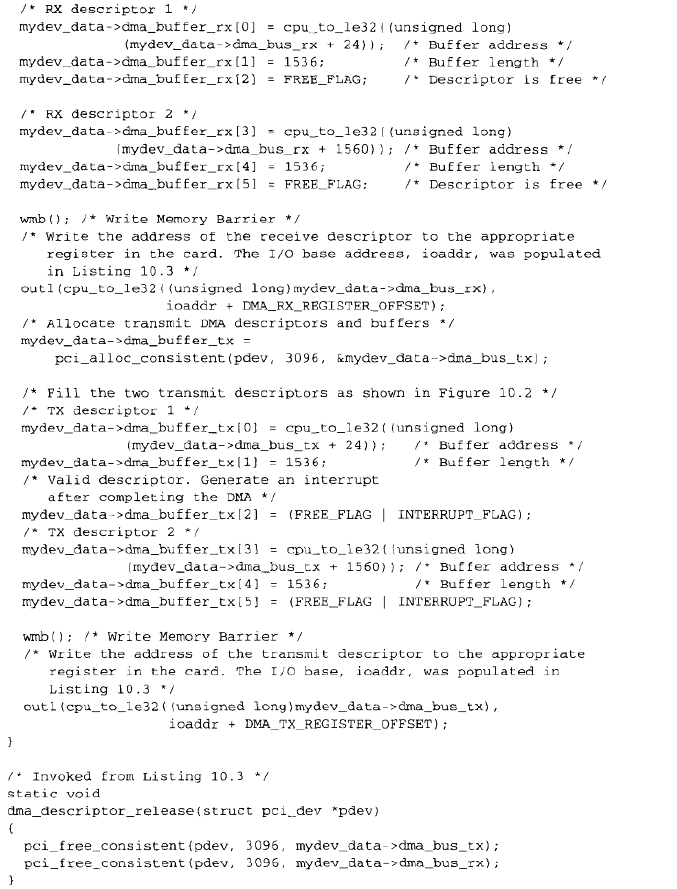 /* RX descriptor 1 */
mydev_data->dma_buffer_rx[0] = cpu_to_le32((unsigned long)
(mydev_data->dma_bus_rx + 24)); /* Buffer address */
mydev_data->dma_buffer_rx[1] = 1536; /* Buffer length */
mydev_data->dma_buffer_rx[2] = FREE_FLAG; /* Descriptor is free */
/* RX descriptor 2 */
mydev_data->dma_buffer_rx[3] = cpu_to_le32((unsigned long)
(mydev_data->dma_bus_rx + 1560)); /* Buffer address */
mydev_data->dma_buffer_rx[4] = 1536; /* Buffer length */
mydev_data->dma_buffer_rx[5] = FREE_FLAG; /* Descriptor is free */
wmb(); /* Write Memory Barrier */
/* Write the address of the receive descriptor to the appropriate
register in the card. The I/O base address, ioaddr, was populated
in Listing 10.3 */
outl(cpu_to_le32((unsigned long)mydev_data->dma_bus_rx),
ioaddr + DMA_RX_REGISTER_OFFSET);
/* Allocate transmit DMA descriptors and buffers */
mydev_data->dma_buffer_tx =
pci_alloc_consistent(pdev, 3096, &mydev_data->dma_bus_tx);
/* Fill the two transmit descriptors as shown in Figure 10.2 */
/* TX descriptor 1 */
mydev_data->dma_buffer_tx[0] = cpu_to_le32((unsigned long)
(mydev_data->dma_bus_tx + 24)); /* Buffer address */
mydev_data->dma_buffer_tx[1] = 1536; /* Buffer length */
/* Valid descriptor. Generate an interrupt
after completing the DMA */
mydev_data->dma_buffer_tx[2] = (FREE_FLAG | INTERRUPT_FLAG);
/* TX descriptor 2 */
mydev_data->dma_buffer_tx[3] = cpu_to_le32((unsigned long)
(mydev_data->dma_bus_tx + 1560)); /* Buffer address */
mydev_data->dma_buffer_tx[4] = 1536; /* Buffer length */
mydev_data->dma_buffer_tx[5] = (FREE_FLAG | INTERRUPT_FLAG);
wmb(); /* Write Memory Barrier */
/* Write the address of the transmit descriptor to the appropriate
register in the card. The I/O base, ioaddr, was populated in
Listing 10.3 */
outl(cpu_to_le32((unsigned long)mydev_data->dma_bus_tx),
ioaddr + DMA_TX_REGISTER_OFFSET);
}
/* Invoked from Listing 10.3 */
static void
dma_descriptor_release(struct pci_dev *pdev)
{
pci_free_consistent(pdev, 3096, mydev_data->dma_bus_tx);
pci_free_consistent(pdev, 3096, mydev_data->dma_bus_rx);
}